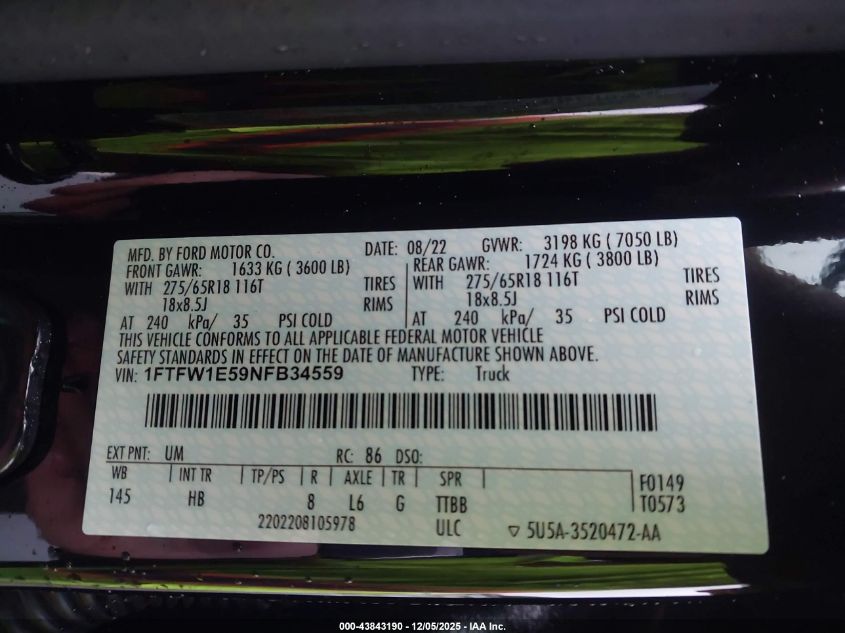 MFD. BY FORD MOTOR CO. DATE: 08/22 GVWR: 3198 KG ( 7050 LB)
FRONT GAWR: 1633 KG ( 3600 LB) REAR GAWR: 1724 KG ( 3800 LB)
WITH 275/65R18 116T TIRES WITH 275/65R18 116T TIRES
18x8.5J RIMS 18x8.5J RIMS
AT 240 kPa/ 35 PSI COLD AT 240 kPa/ 35 PSI COLD
THIS VEHICLE CONFORMS TO ALL APPLICABLE FEDERAL MOTOR VEHICLE
SAFETY STANDARDS IN EFFECT ON THE DATE OF MANUFACTURE SHOWN ABOVE.
VIN: 1FTFW1E59NFB34559 TYPE: Truck
EXT PNT: UM RC: 86 DSO:
WB INT TR TP/PS R AXLE TR SPR F0149
145 HB 8 L6 G TTBB T0573
2202208105978 ULC ▽ 5U5A-3520472-AA
000-43843190 - 12/05/2025 - IAA Inc.